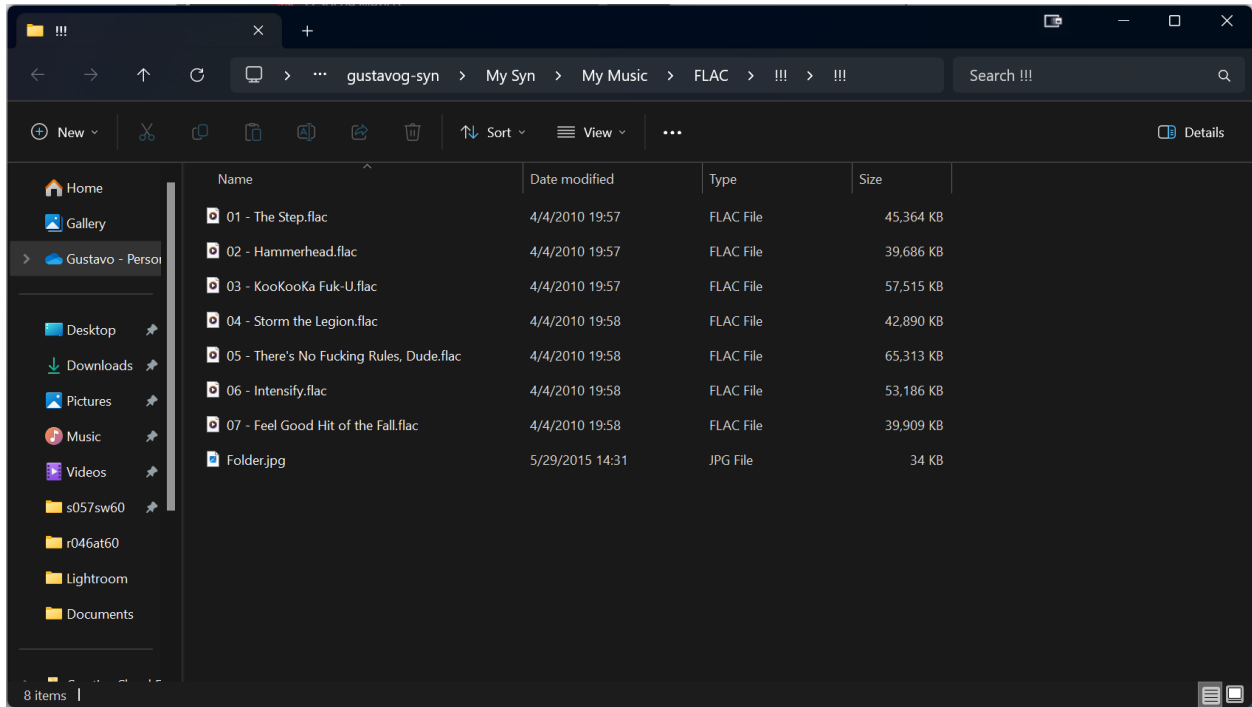 !!!
gustavog-syn > My Syn > My Music > FLAC > !!! > !!!
Search !!!
New
Sort
View
Details
Home
Gallery
Gustavo - Person
Desktop
Downloads
Pictures
Music
Videos
s057sw60
r046at60
Lightroom
Documents
Name Date modified Type Size
01 - The Step.flac 4/4/2010 19:57 FLAC File 45,364 KB
02 - Hammerhead.flac 4/4/2010 19:57 FLAC File 39,686 KB
03 - KooKooKa Fuk-U.flac 4/4/2010 19:57 FLAC File 57,515 KB
04 - Storm the Legion.flac 4/4/2010 19:58 FLAC File 42,890 KB
05 - There's No Fucking Rules, Dude.flac 4/4/2010 19:58 FLAC File 65,313 KB
06 - Intensify.flac 4/4/2010 19:58 FLAC File 53,186 KB
07 - Feel Good Hit of the Fall.flac 4/4/2010 19:58 FLAC File 39,909 KB
Folder.jpg 5/29/2015 14:31 JPG File 34 KB
8 items